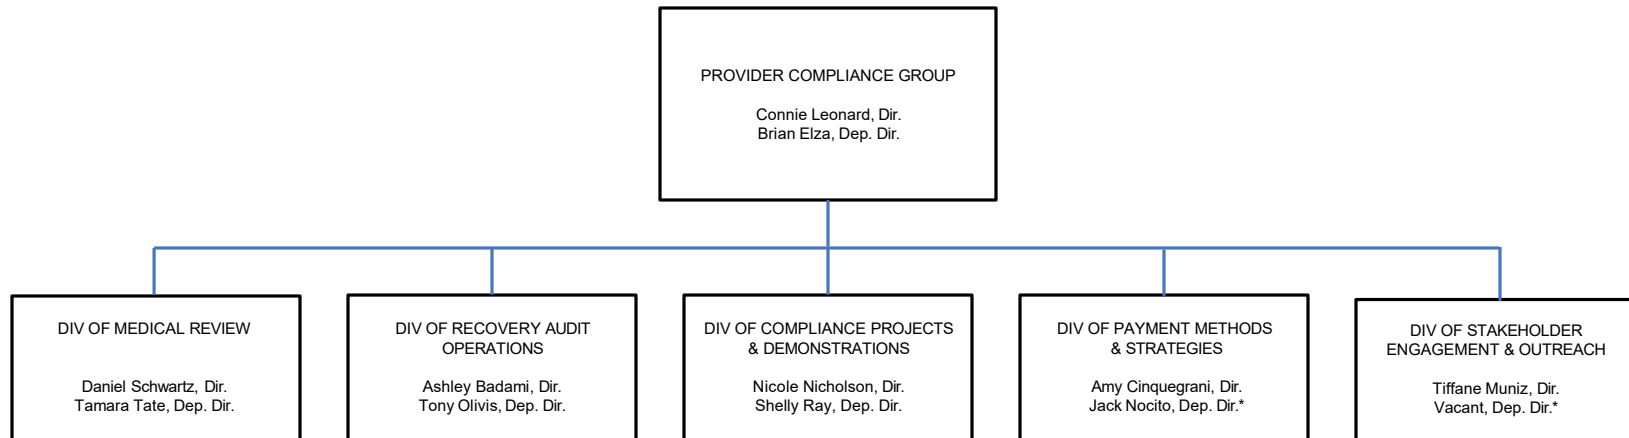 PROVIDER COMPLIANCE GROUP
Connie Leonard, Dir.
Brian Elza, Dep. Dir.
DIV OF MEDICAL REVIEW
Daniel Schwartz, Dir.
Tamara Tate, Dep. Dir.
DIV OF RECOVERY AUDIT
OPERATIONS
Ashley Badami, Dir.
Tony Olivis, Dep. Dir.
DIV OF COMPLIANCE PROJECTS
& DEMONSTRATIONS
Nicole Nicholson, Dir.
Shelly Ray, Dep. Dir.
DIV OF PAYMENT METHODS
& STRATEGIES
Amy Cinquegrani, Dir.
Jack Nocito, Dep. Dir.*
DIV OF STAKEHOLDER
ENGAGEMENT & OUTREACH
Tiffane Muniz, Dir.
Vacant, Dep. Dir.*